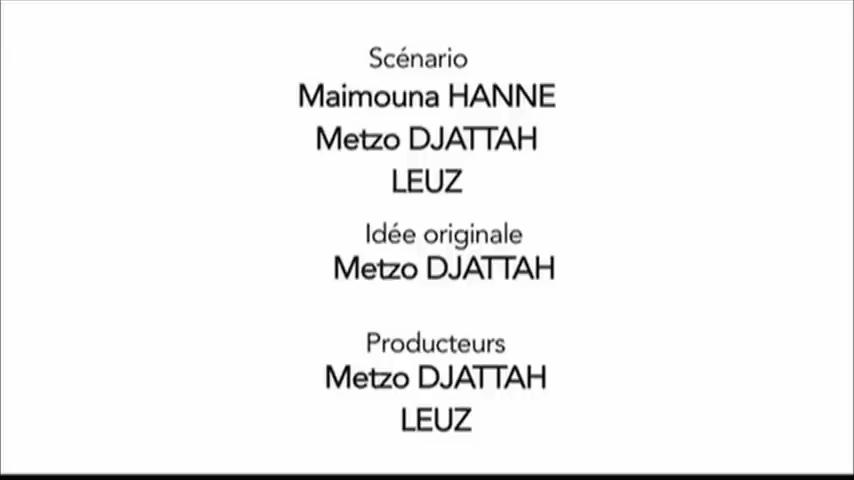 Scénario
Maimouna HANNE
Metzo DJATTAH
LEUZ
Idée originale
Metzo DJATTAH
Producteurs
Metzo DJATTAH
LEUZ